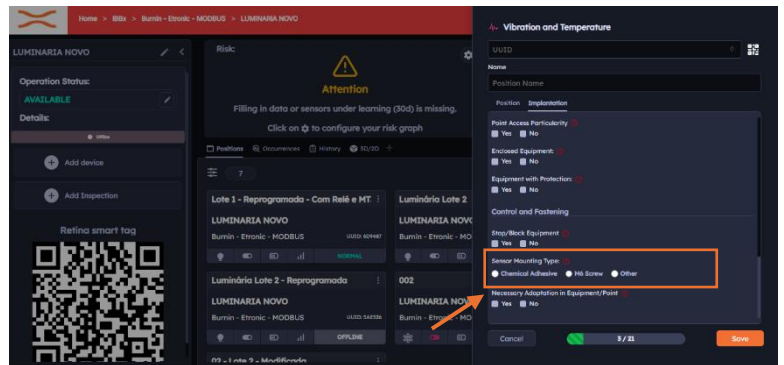 Home > IBBx > Burnin - Etronic - MODBUS > LUMINARIA NOVO
LUMINARIA NOVO
Operation Status:
AVAILABLE
Details:
Offline
Add device
Add Inspection
Retina smart tag
Risk:
Attention
Filling in data or sensors under learning
(30d) is missing.
Click on to configure your risk graph
Positions
Occurrences
History
3D/2D
7
Lote 1 - Reprogramada - Com Relé e MT
LUMINARIA NOVO
Burnin - Etronic - MODBUS
NORMAL
Luminária Lote 2
LUMINARIA NOVO
Burnin - Etronic - MO
Luminária Lote 2 - Reprogramada
LUMINARIA NOVO
Burnin - Etronic - MODBUS
OFFLINE
002
LUMINARIA NOV
Burnin - Etronic - MO
02 - Lote 2 - Modificada
Vibration and Temperature
UUID
0
Name
Position Name
Position
Implantation
Point Access Particularity
Yes No
Enclosed Equipment:
Yes No
Equipment with Protection:
Yes No
Control and Fastening
Stop/Block Equipment
Yes No
Sensor Mounting Type:
Chemical Adhesive M6 Screw Other
Necessary Adaptation in Equipment/Point
Yes No
Cancel
3 / 21
Save